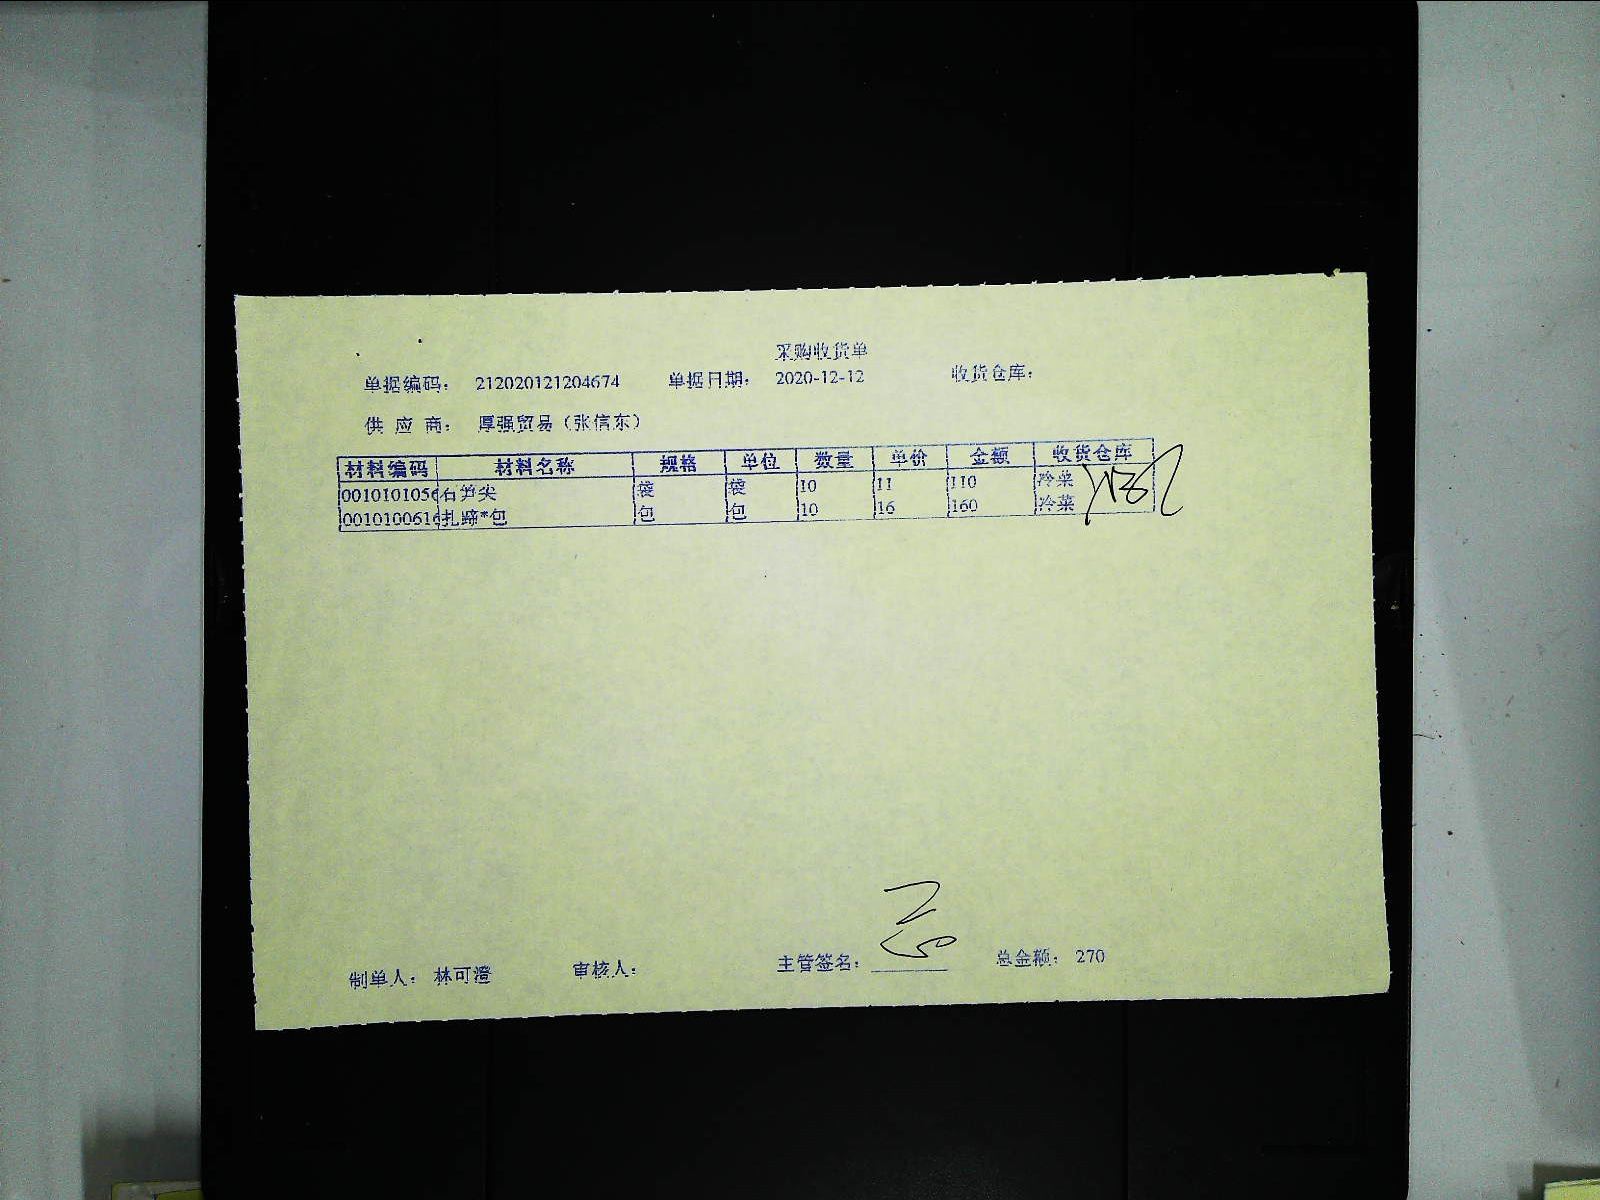 采购收货单
单据编码： 212020121204674 单据日期： 2020-12-12 收货仓库：
供 应 商： 厚强贸易（张信东）
材料编码 材料名称 规格 单位 数量 单价 金额 收货仓库
0010101056 石笋尖 袋 袋 10 11 110 冷菜
0010100616 扎蹄*包 包 包 10 16 160 冷菜
制单人： 林可澄 审核人： 主管签名： 总金额： 270